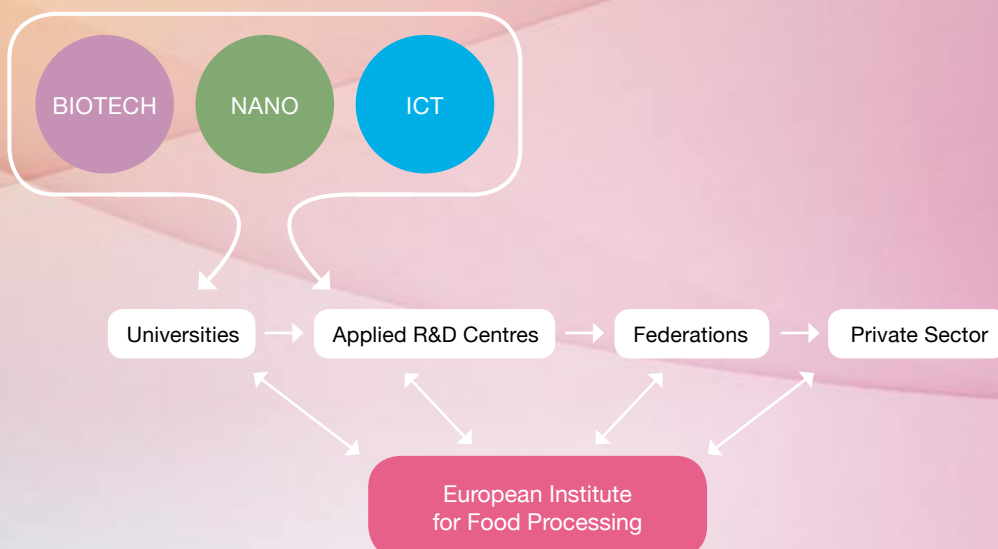 BIOTECH
NANO
ICT
Universities
Applied R&D Centres
Federations
Private Sector
European Institute
for Food Processing